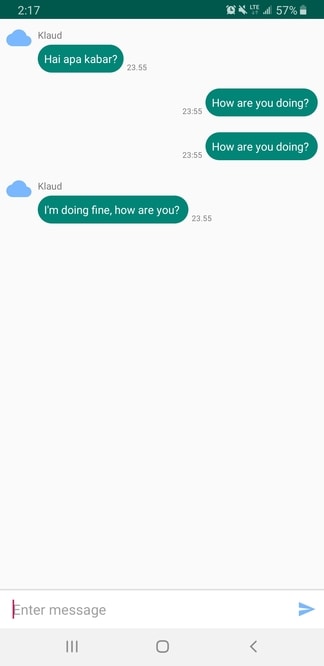 2:17 LTE 57%
Klaud
Hai apa kabar?
23.55
How are you doing?
23:55
How are you doing?
23:55
Klaud
I'm doing fine, how are you?
23.55
Enter message